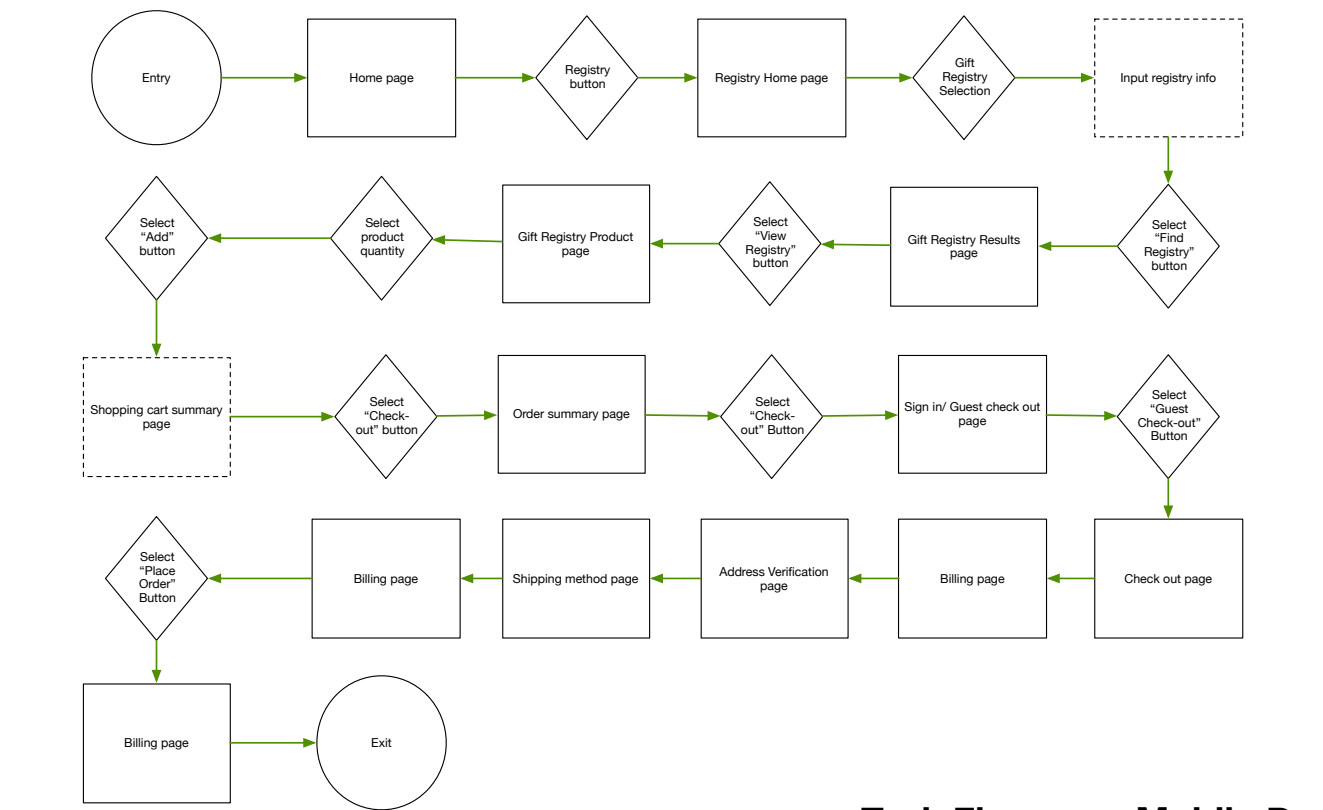 Entry
Home page
Registry
button
Registry Home page
Gift
Registry
Selection
Input registry info
Select
“Find
Registry”
button
Gift Registry Results
page
Select
“View
Registry”
button
Gift Registry Product
page
Select
product
quantity
Select
“Add”
button
Shopping cart summary
page
Select
“Check-
out” button
Order summary page
Select
“Check-
out” Button
Sign in/ Guest check out
page
Select
“Guest
Check-out”
Button
Check out page
Billing page
Address Verification
page
Shipping method page
Billing page
Select
“Place
Order”
Button
Billing page
Exit